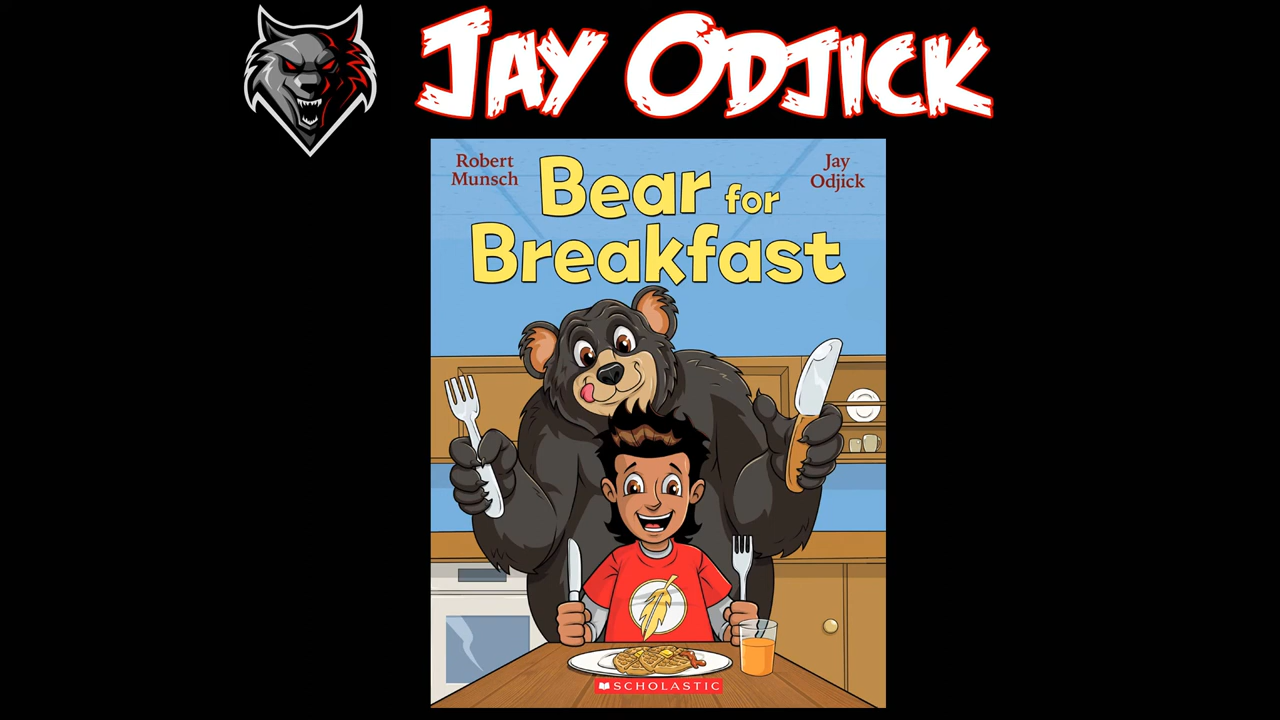 JAY ODJICK
Robert
Munsch
Jay
Odjick
Bear for
Breakfast
SCHOLASTIC